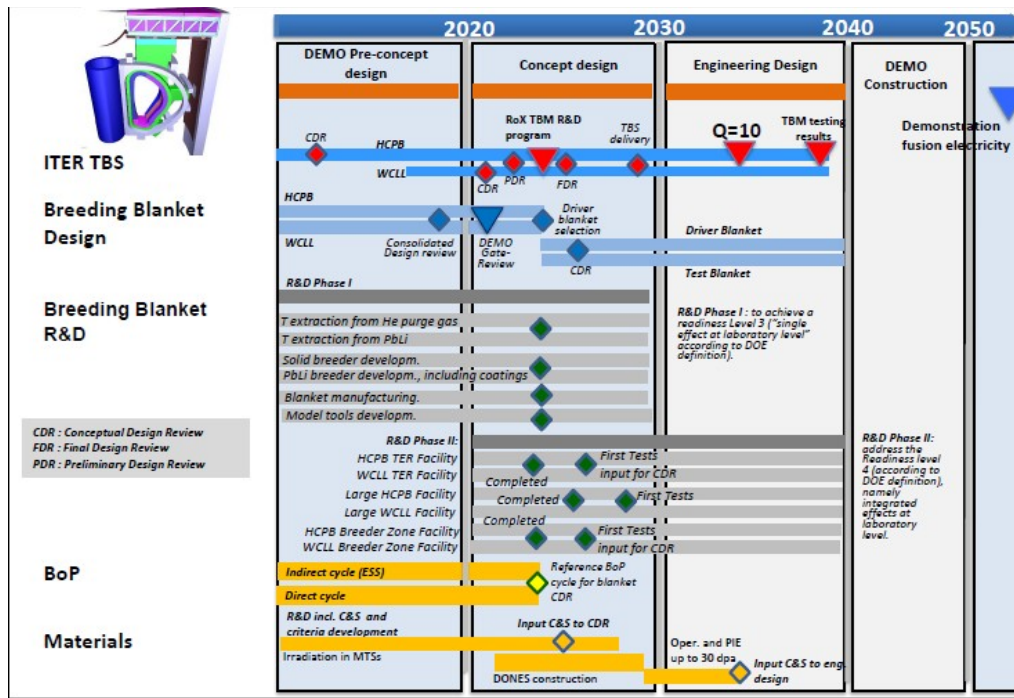 2020 2030 2040 2050
DEMO Pre-concept
design
Concept design
Engineering Design
DEMO
Construction
Demonstration
fusion electricity
ITER TBS
CDR
HCPB
WCLL
RoX TBM R&D
program
CDR
PDR
FDR
TBS
delivery
Q=10
TBM testing
results
Breeding Blanket
Design
HCPB
WCLL
Consolidated
Design review
DEMO
Gate-
Review
Driver
blanket
selection
CDR
Driver Blanket
Test Blanket
Breeding Blanket
R&D
R&D Phase I
T extraction from He purge gas
T extraction from PbLi
Solid breeder developm.
PbLi breeder developm., including coatings
Blanket manufacturing.
Model tools developm.
R&D Phase I : to achieve a
readiness Level 3 ("single
effect at laboratory level"
according to DOE
definition).
CDR : Conceptual Design Review
FDR : Final Design Review
PDR : Preliminary Design Review
R&D Phase II:
HCPB TER Facility
WCLL TER Facility
Large HCPB Facility
Large WCLL Facility
HCPB Breeder Zone Facility
WCLL Breeder Zone Facility
Completed
First Tests
input for CDR
Completed
First Tests
Completed
First Tests
input for CDR
R&D Phase II:
address the
Readiness level
4 (according to
DOE definition),
namely
integrated
effects at
laboratory
level.
BoP
Indirect cycle (ESS)
Direct cycle
Reference BoP
cycle for blanket
CDR
Materials
R&D incl. C&S and
criteria development
Irradiation in MTSs
Input C&S to CDR
DONES construction
Oper. and PIE
up to 30 dpa
Input C&S to eng.
design